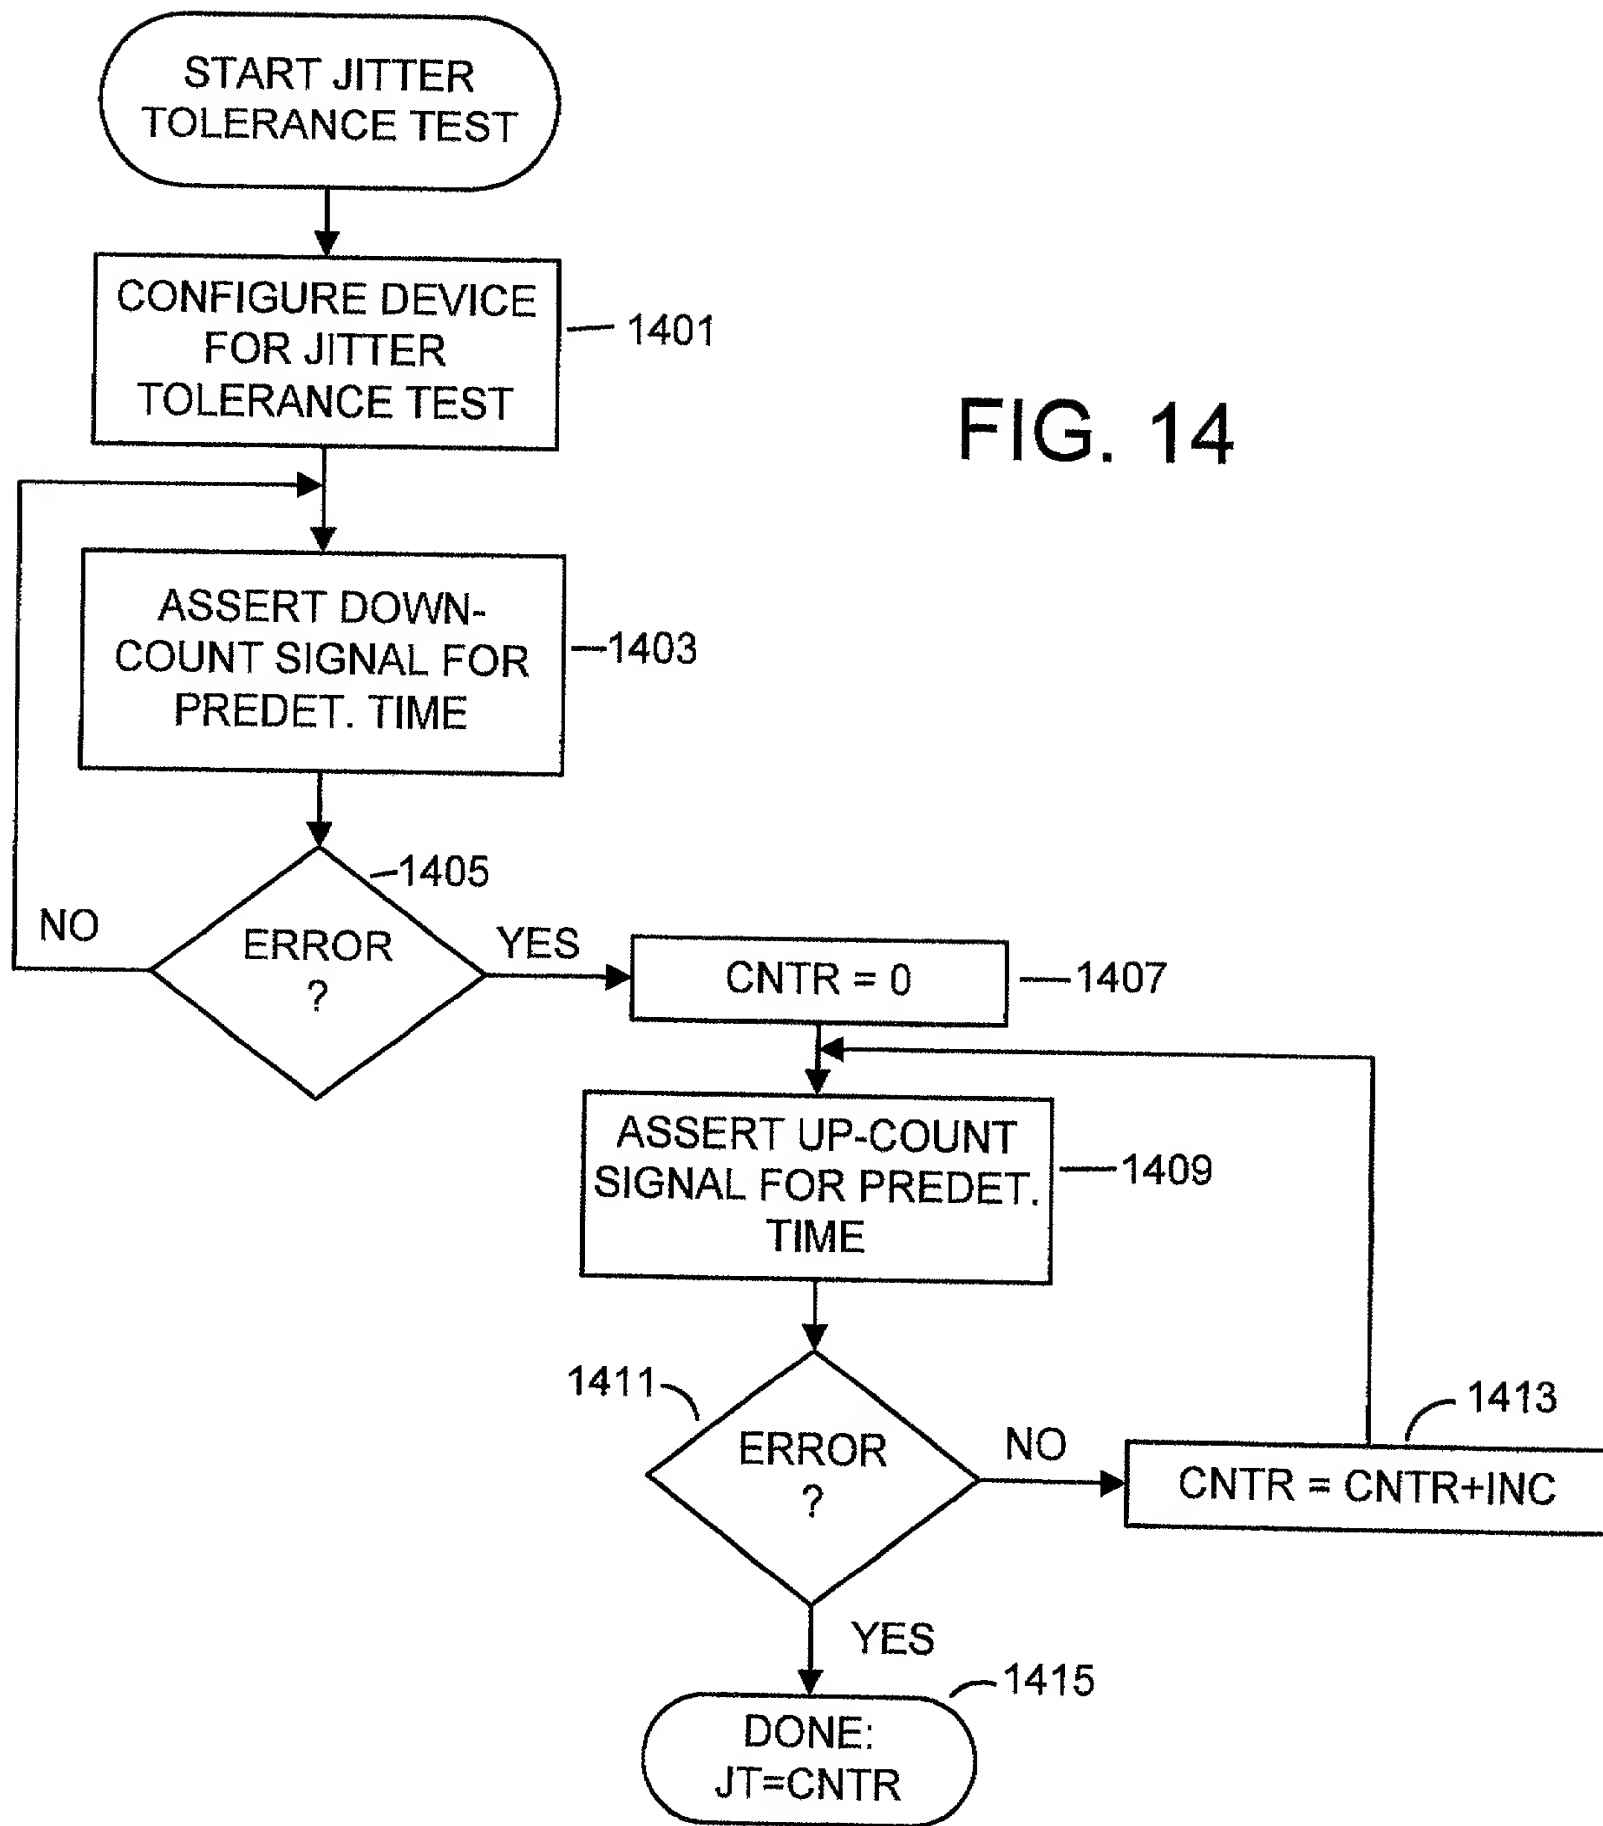 START JITTER
TOLERANCE TEST
CONFIGURE DEVICE
FOR JITTER
TOLERANCE TEST
1401
FIG. 14
ASSERT DOWN-
COUNT SIGNAL FOR
PREDET. TIME
1403
1405
NO
ERROR
?
YES
CNTR = 0
1407
ASSERT UP-COUNT
SIGNAL FOR PREDET.
TIME
1409
1411
ERROR
?
NO
1413
CNTR = CNTR+INC
YES
1415
DONE:
JT=CNTR